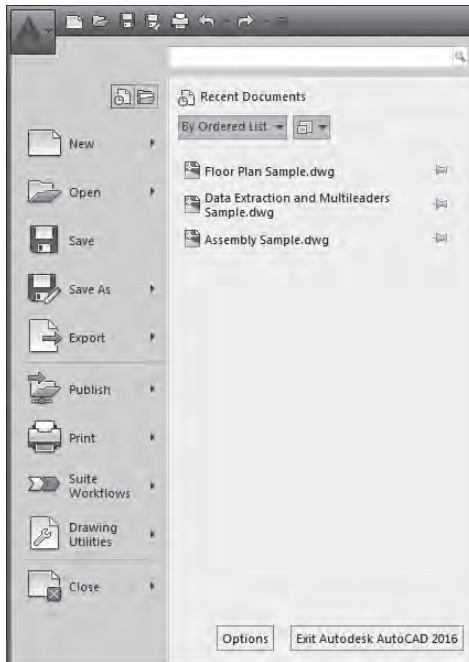 A
Recent Documents
By Ordered List
New
Floor Plan Sample.dwg
Open
Data Extraction and Multileaders
Sample.dwg
Save
Assembly Sample.dwg
Save As
Export
Publish
Print
Suite
Workflows
Drawing
Utilities
Close
Options
Exit Autodesk AutoCAD 2016